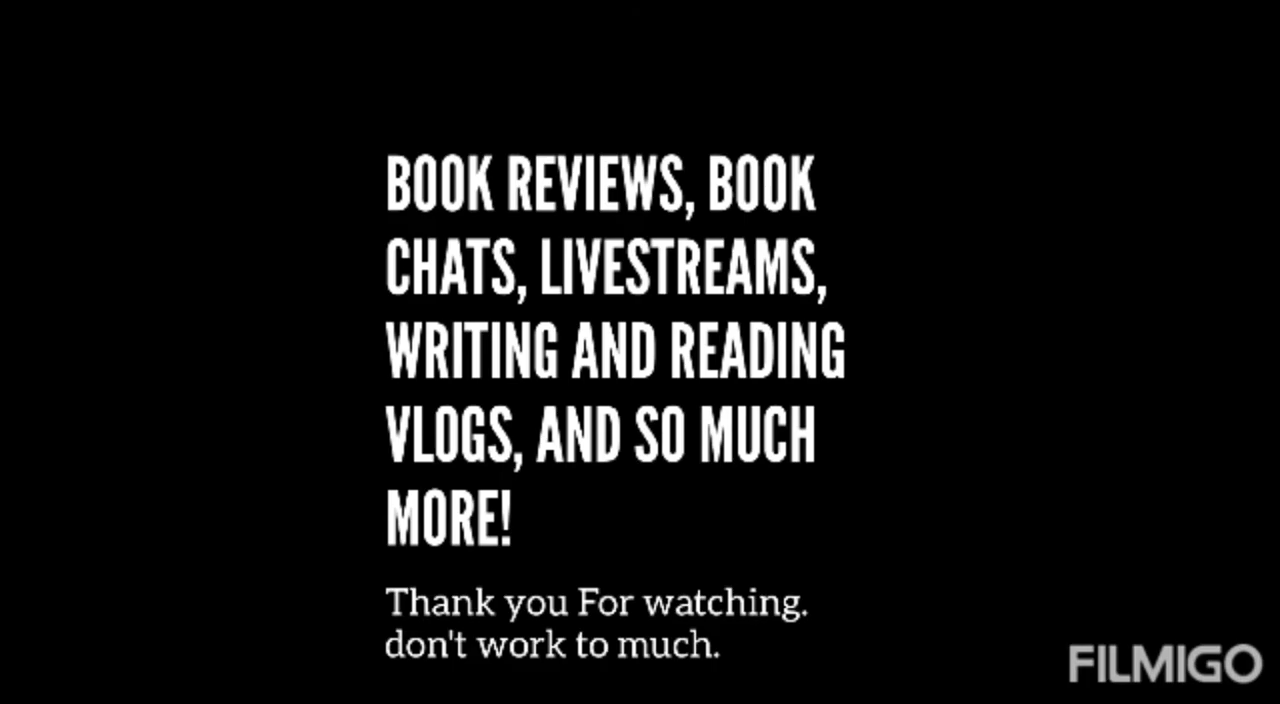 BOOK REVIEWS, BOOK
CHATS, LIVESTREAMS,
WRITING AND READING
VLOGS, AND SO MUCH
MORE!
Thank you For watching.
don't work to much.
FILMIGO